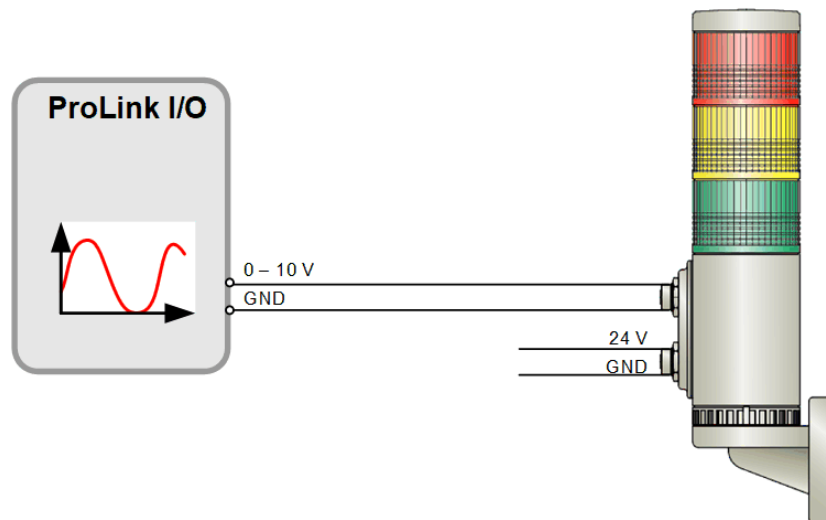 ProLink I/O
0 – 10 V
GND
24 V
GND